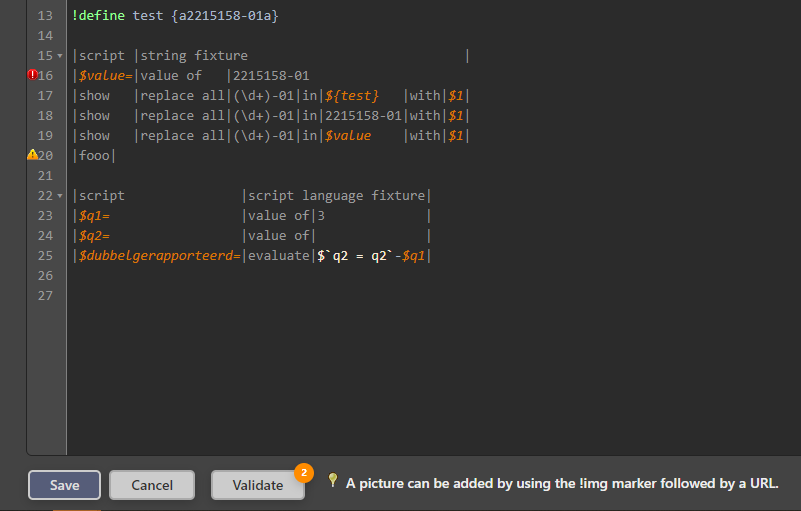 13 !define test {a2215158-01a}
14
15 |script |string fixture |
16 |$value=|value of |2215158-01
17 |show |replace all|(\d+)-01|in|${test} |with|$1|
18 |show |replace all|(\d+)-01|in|2215158-01|with|$1|
19 |show |replace all|(\d+)-01|in|$value |with|$1|
20 |fooo|
21
22 |script |script language fixture|
23 |$q1= |value of|3 |
24 |$q2= |value of| |
25 |$dubbelgerapporteerd=|evaluate|$`q2 = q2`-$q1|
26
27
Save Cancel Validate 2 A picture can be added by using the !img marker followed by a URL.